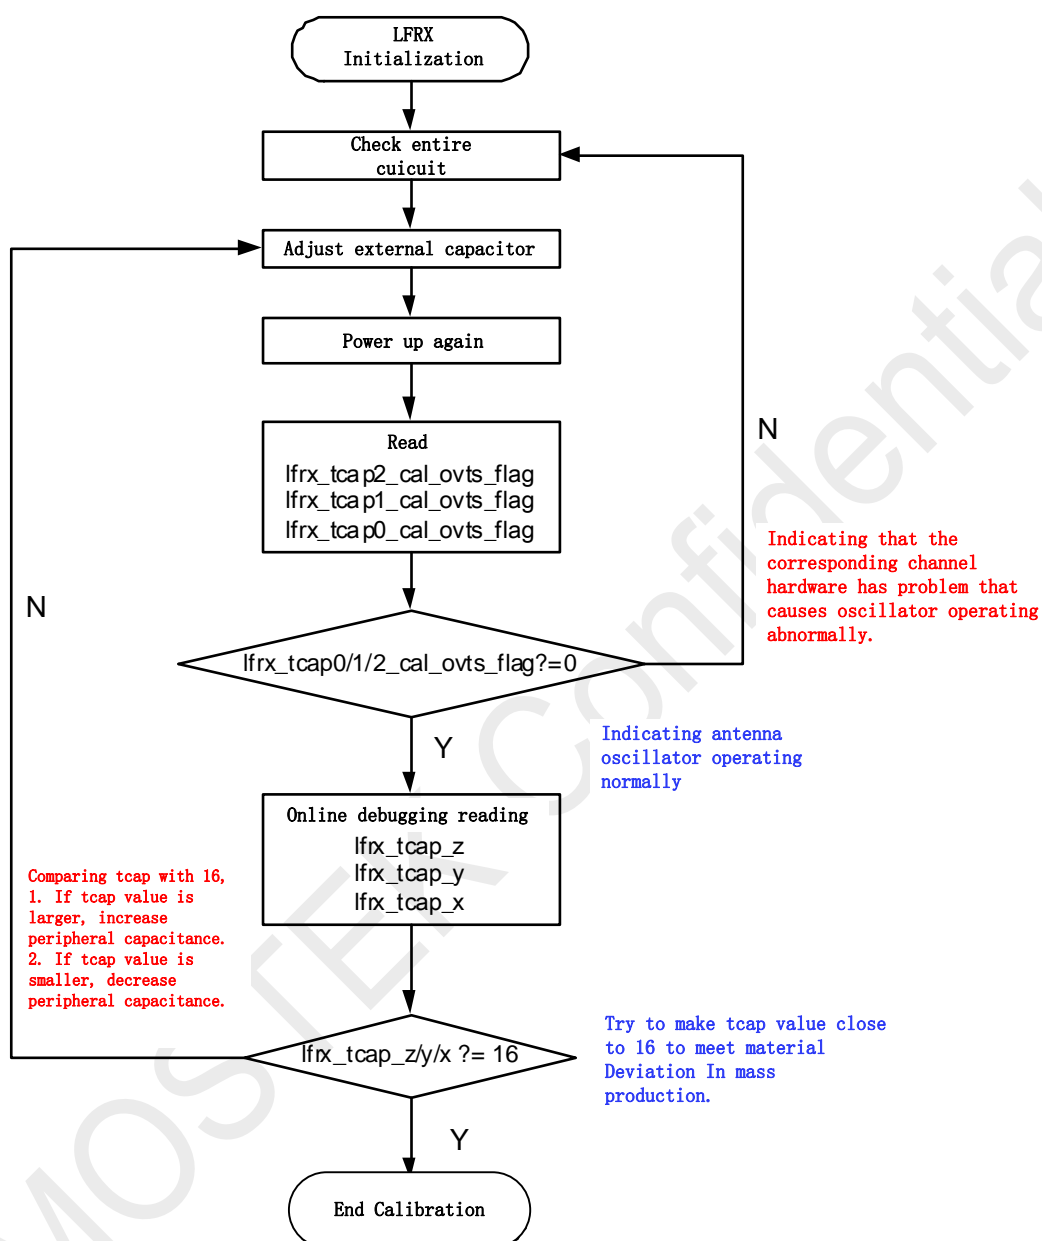 LFRX
Initialization
Check entire
cuicuit
Adjust external capacitor
Power up again
Read
lfrx_tcap2_cal_ovts_flag
lfrx_tcap1_cal_ovts_flag
lfrx_tcap0_cal_ovts_flag
N
Indicating that the
corresponding channel
hardware has problem that
causes oscillator operating
abnormally.
N
lfrx_tcap0/1/2_cal_ovts_flag?=0
Indicating antenna
oscillator operating
normally
Y
Online debugging reading
lfrx_tcap_z
lfrx_tcap_y
lfrx_tcap_x
Comparing tcap with 16,
1. If tcap value is
larger, increase
peripheral capacitance.
2. If tcap value is
smaller, decrease
peripheral capacitance.
lfrx_tcap_z/y/x ?= 16
Try to make tcap value close
to 16 to meet material
Deviation In mass
production.
Y
End Calibration
MOSTEK Confidential